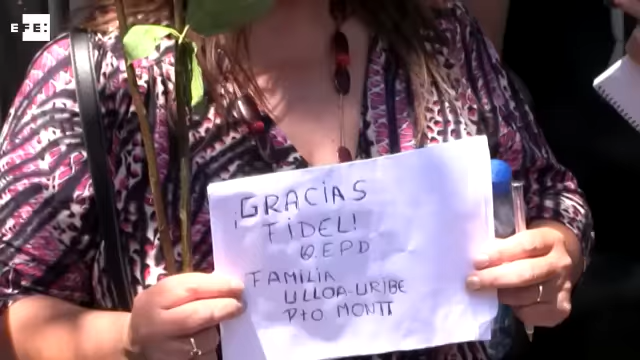 EFE:
¡GRACIAS
FIDEL!
Q.E.P.D
FAMILIA
ULLOA-URIBE
PTO MONTT